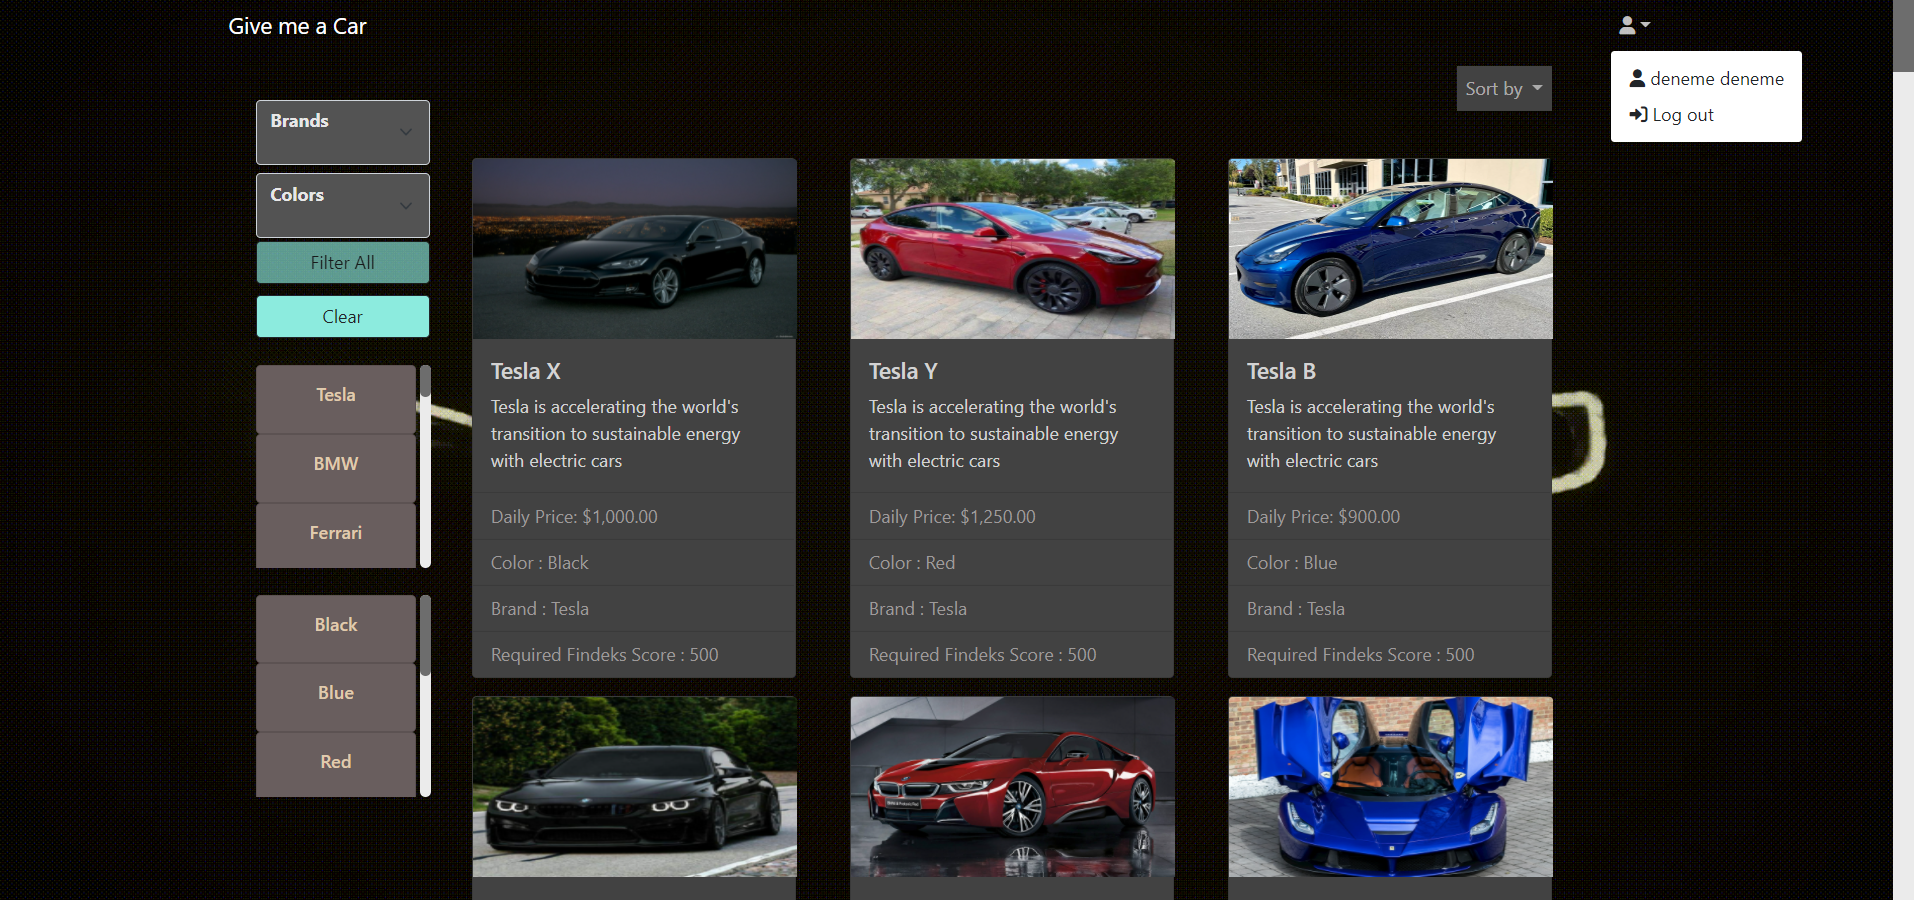 Give me a Car
deneme deneme
Log out
Sort by
Brands
Colors
Filter All
Clear
Tesla
BMW
Ferrari
Black
Blue
Red
Tesla X
Tesla is accelerating the world's
transition to sustainable energy
with electric cars
Daily Price: $1,000.00
Color : Black
Brand : Tesla
Required Findeks Score : 500
Tesla Y
Tesla is accelerating the world's
transition to sustainable energy
with electric cars
Daily Price: $1,250.00
Color : Red
Brand : Tesla
Required Findeks Score : 500
Tesla B
Tesla is accelerating the world's
transition to sustainable energy
with electric cars
Daily Price: $900.00
Color : Blue
Brand : Tesla
Required Findeks Score : 500